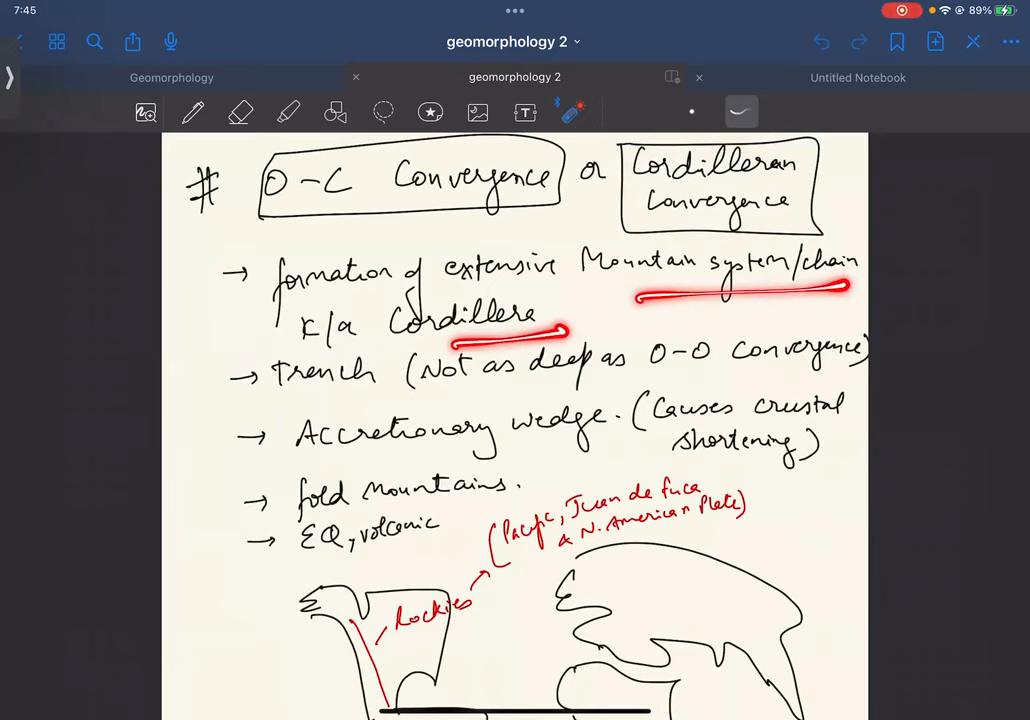 7:45
89%
geomorphology 2
Geomorphology
geomorphology 2
Untitled Notebook
# O-C Convergence or Cordilleran
Convergence
→ formation of extensive Mountain system/chain
K/a Cordillera
→ Trench (Not as deep as O-O Convergence)
→ Accretionary wedge. (Causes crustal
shortening)
→ fold Mountains.
→ EQ, volcanic
(Pacific, Juan de fuca
& N. American Plate)
Rockies